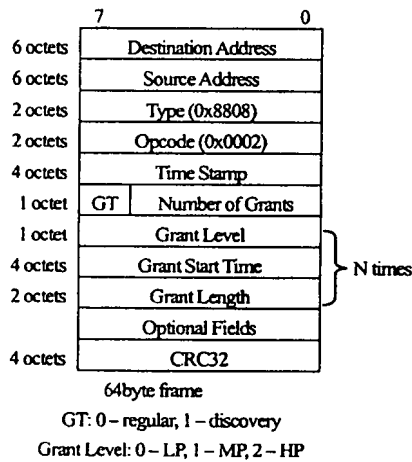 7 0
6 octets Destination Address
6 octets Source Address
2 octets Type (0x8808)
2 octets Opcode (0x0002)
4 octets Time Stamp
1 octet GT Number of Grants
1 octet Grant Level
4 octets Grant Start Time
2 octets Grant Length
N times
Optional Fields
4 octets CRC32
64byte frame
GT: 0 – regular, 1 – discovery
Grant Level: 0 – LP, 1 – MP, 2 – HP